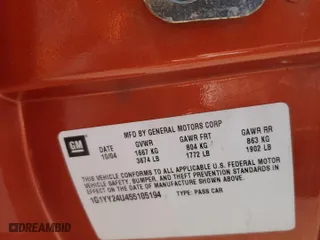 MFD BY GENERAL MOTORS CORP
GM
DATE GVWR GAWR FRT GAWR RR
10/04 1667 KG 804 KG 863 KG
3674 LB 1772 LB 1902 LB
THIS VEHICLE CONFORMS TO ALL APPLICABLE U.S. FEDERAL MOTOR
VEHICLE SAFETY, BUMPER, AND THEFT PREVENTION STANDARDS IN
EFFECT ON THE DATE OF MANUFACTURE SHOWN ABOVE.
1G1YY24U455105194 TYPE: PASS CAR
DREAMBID